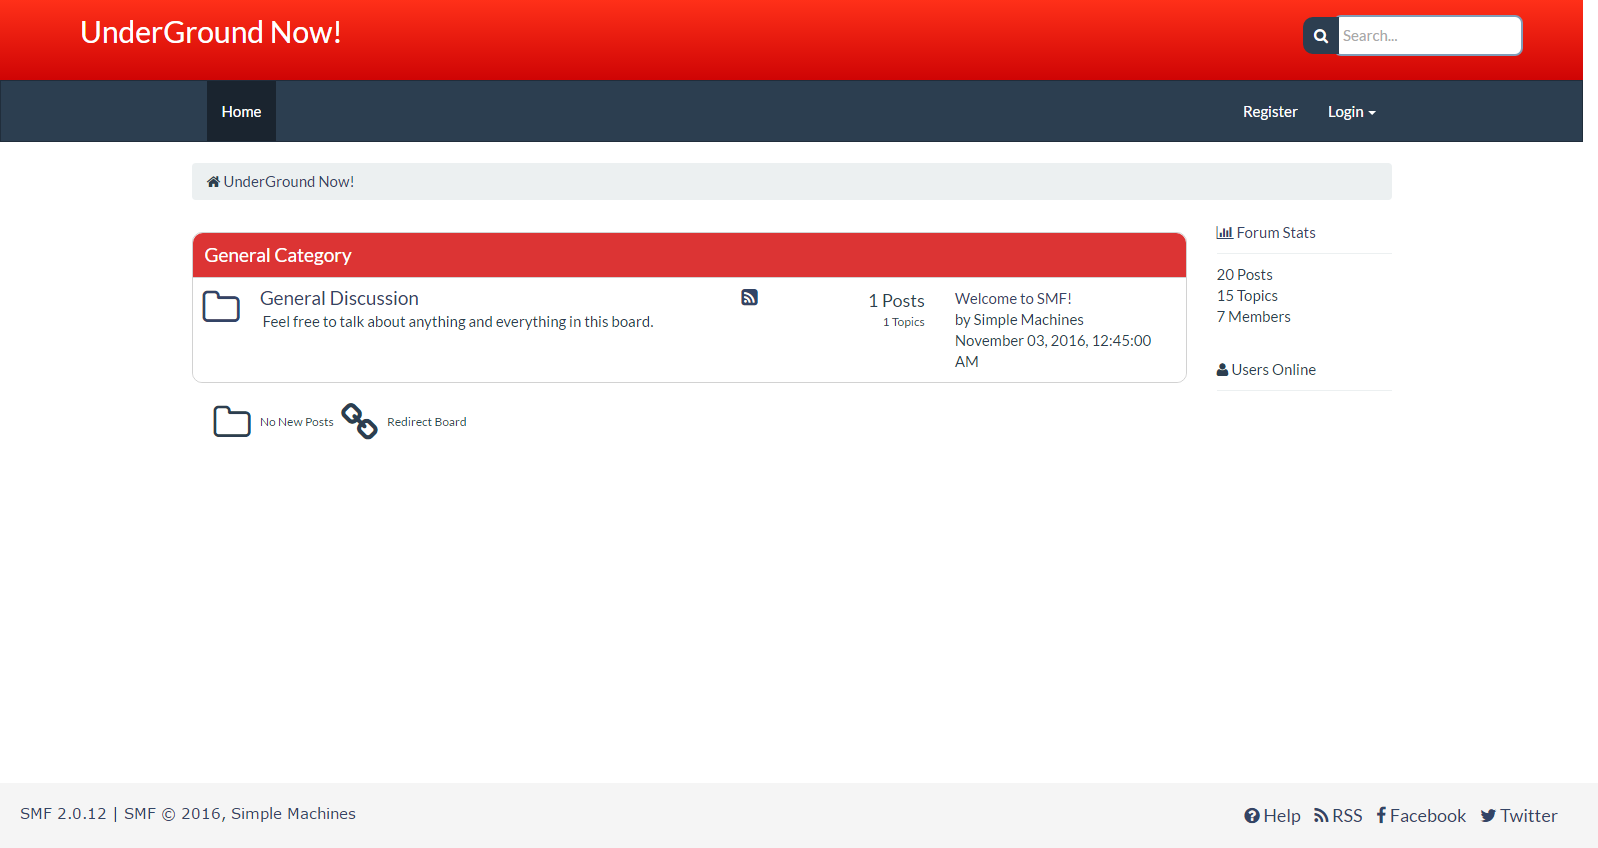 UnderGround Now!
Search...
Home
Register
Login
UnderGround Now!
General Category
General Discussion
Feel free to talk about anything and everything in this board.
1 Posts
1 Topics
Welcome to SMF!
by Simple Machines
November 03, 2016, 12:45:00
AM
No New Posts
Redirect Board
Forum Stats
20 Posts
15 Topics
7 Members
Users Online
SMF 2.0.12 | SMF © 2016, Simple Machines
Help
RSS
Facebook
Twitter